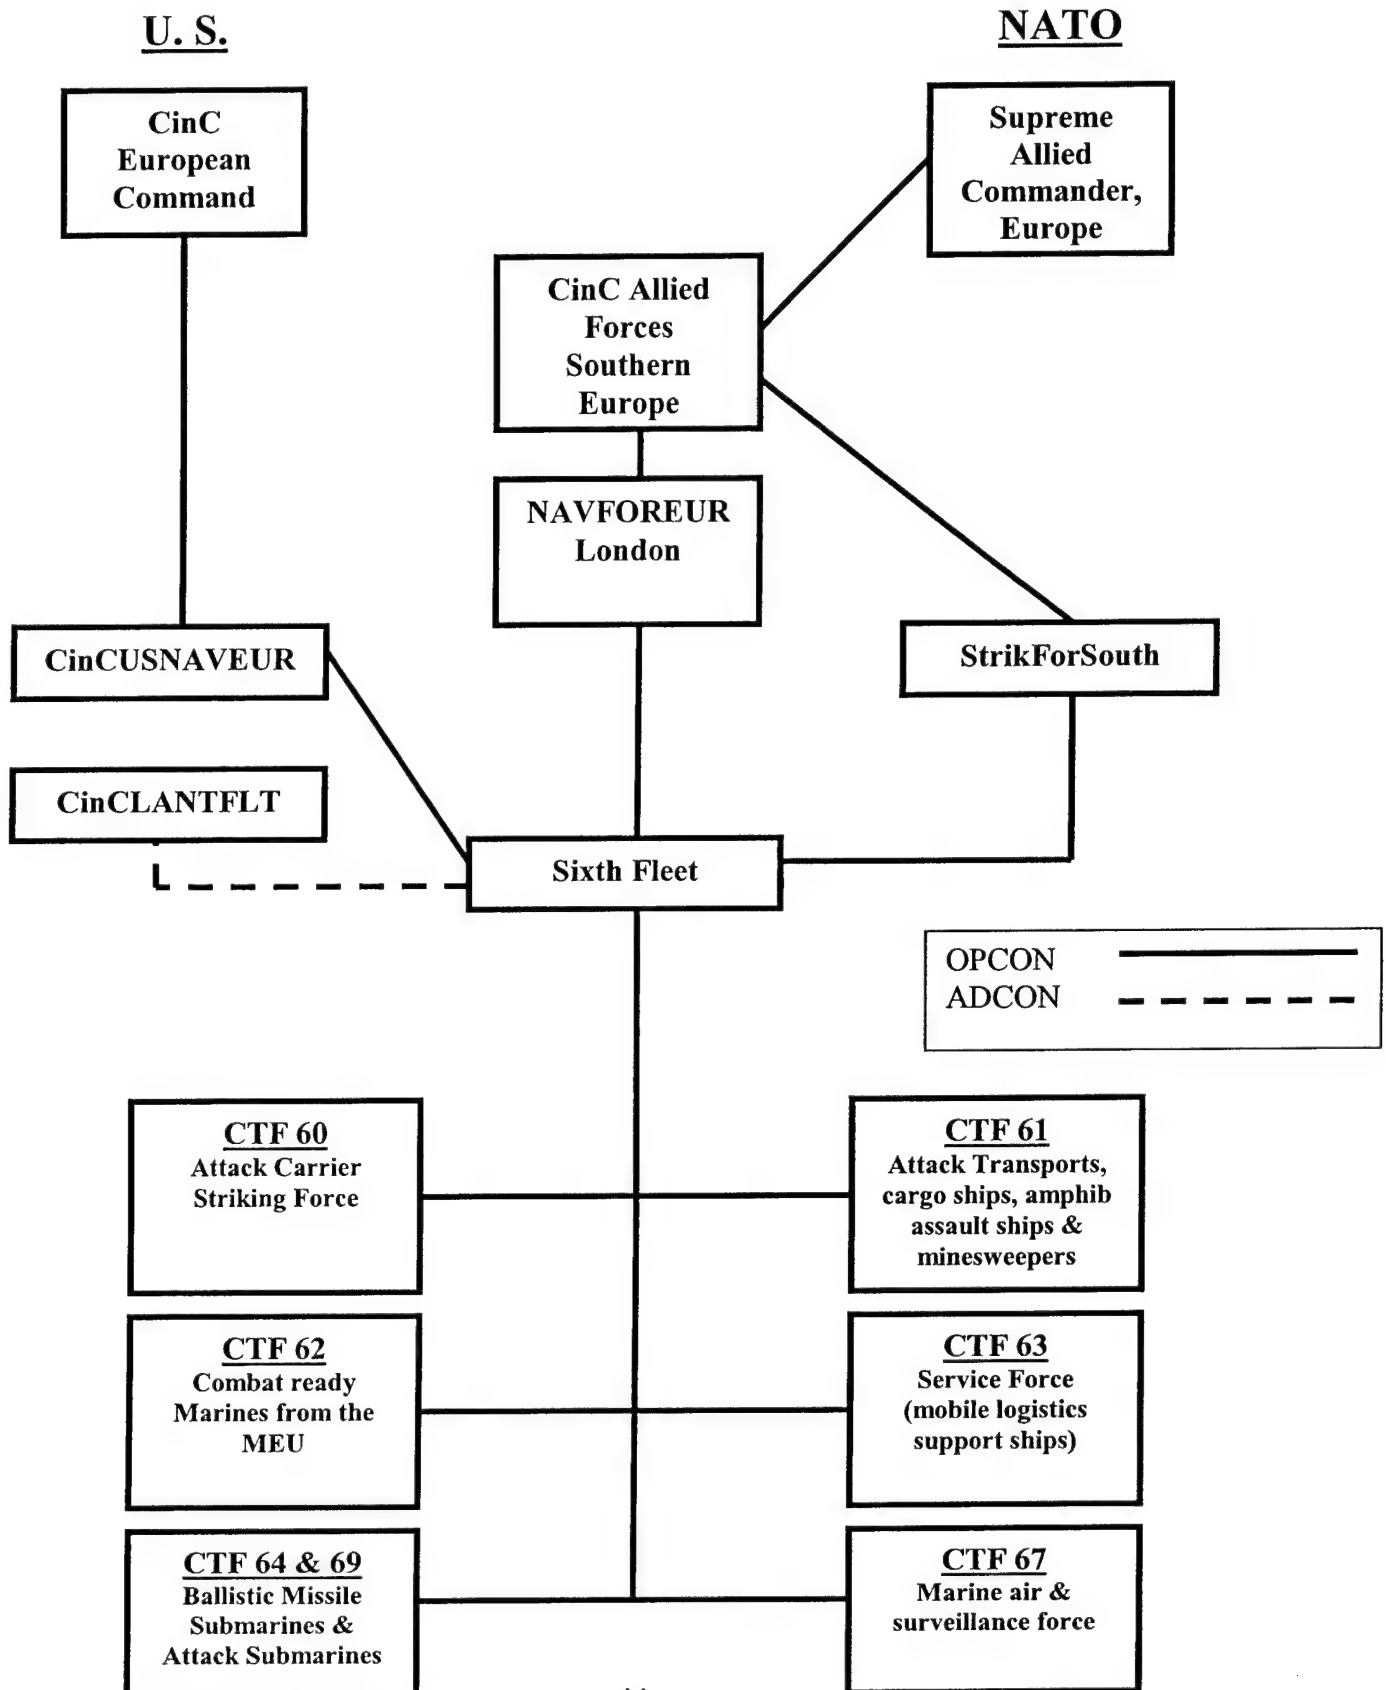 U. S.
NATO
CinC
European
Command
Supreme
Allied
Commander,
Europe
CinC Allied
Forces
Southern
Europe
NAVFOREUR
London
CinCUSNAVEUR
StrikForSouth
CinCLANTFLT
Sixth Fleet
OPCON
ADCON
CTF 60
Attack Carrier
Striking Force
CTF 61
Attack Transports,
cargo ships, amphib
assault ships &
minesweepers
CTF 62
Combat ready
Marines from the
MEU
CTF 63
Service Force
(mobile logistics
support ships)
CTF 64 & 69
Ballistic Missile
Submarines &
Attack Submarines
CTF 67
Marine air &
surveillance force